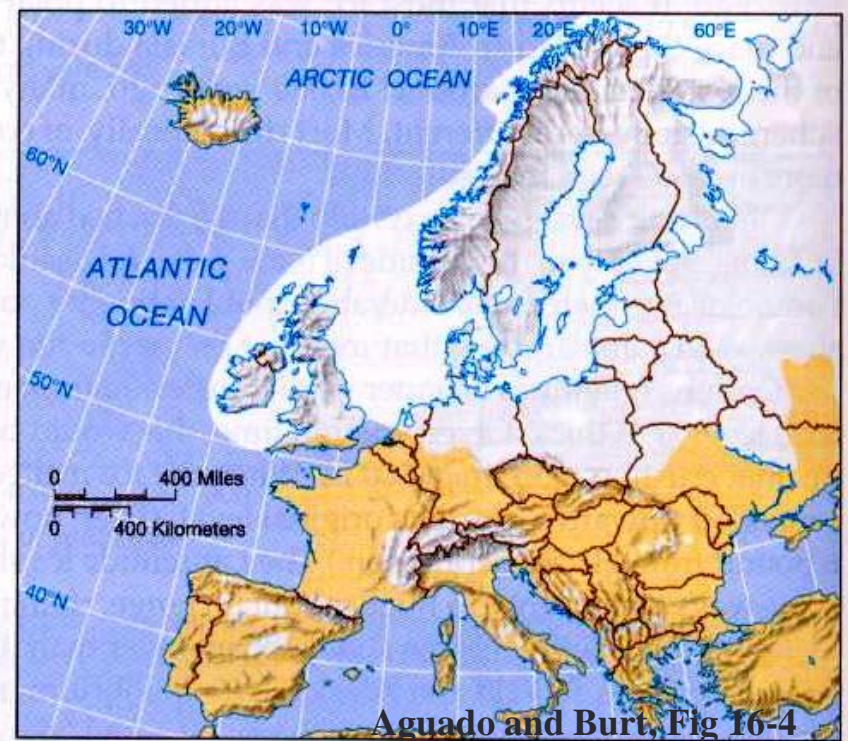 30°W 20°W 10°W 0° 10°E 20°E 60°E
ARCTIC OCEAN
60°N
ATLANTIC
OCEAN
50°N
0 400 Miles
0 400 Kilometers
40°N
Aguado and Burt, Fig 16-4